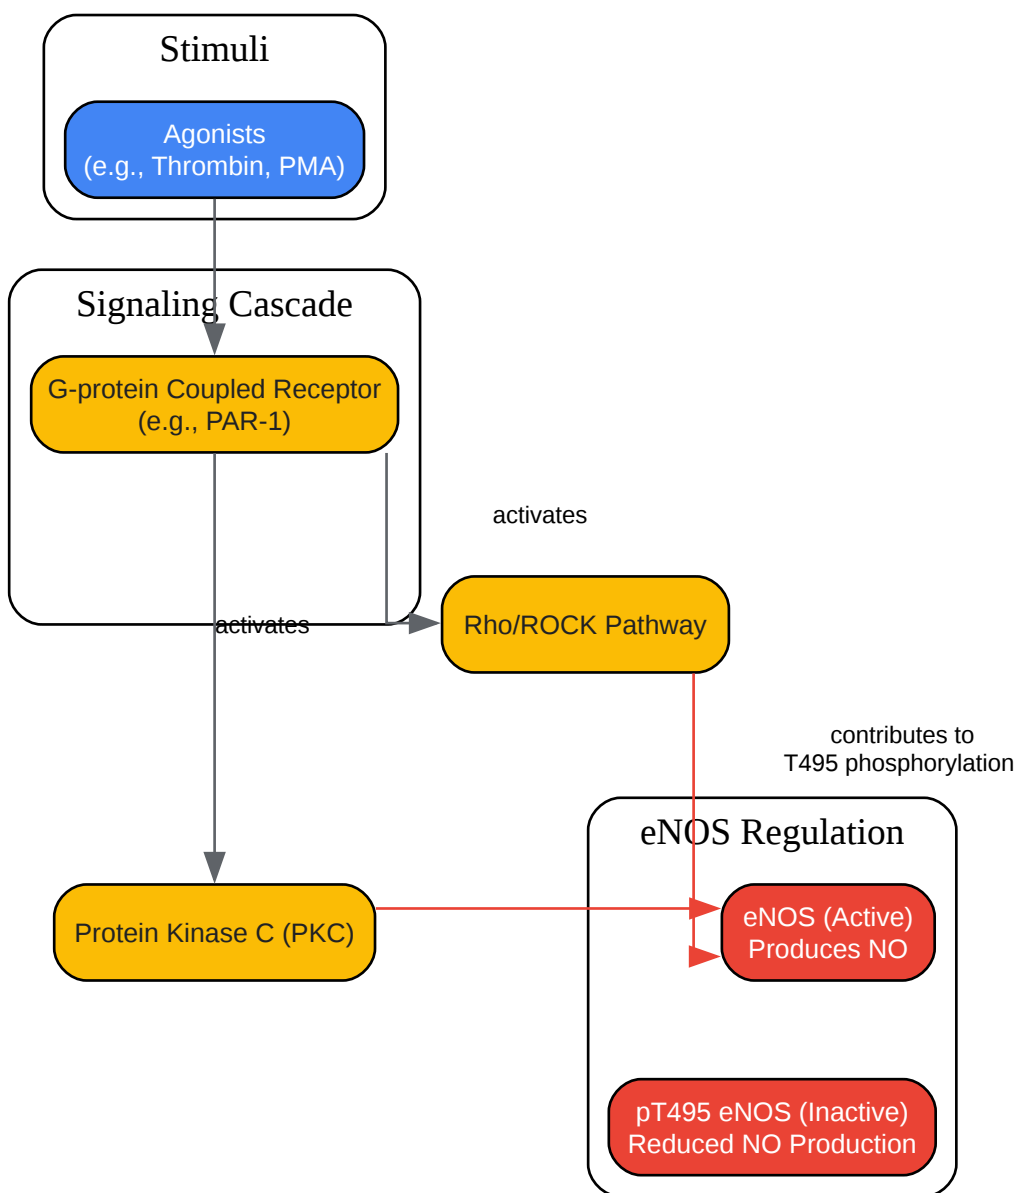 Stimuli
Agonists
(e.g., Thrombin, PMA)
Signaling Cascade
G-protein Coupled Receptor
(e.g., PAR-1)
activates
activates
Rho/ROCK Pathway
contributes to
T495 phosphorylation
eNOS Regulation
eNOS (Active)
Produces NO
Protein Kinase C (PKC)
pT495 eNOS (Inactive)
Reduced NO Production